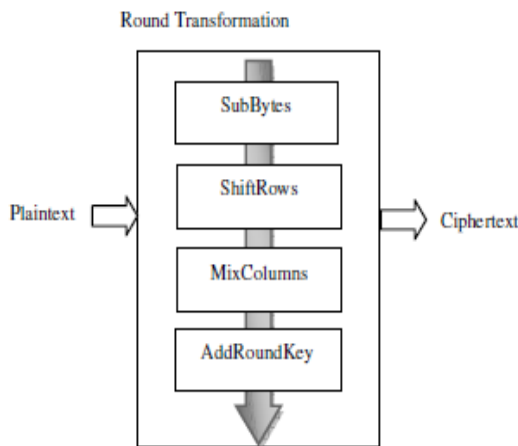 Round Transformation
SubBytes
ShiftRows
Plaintext
Ciphertext
MixColumns
AddRoundKey